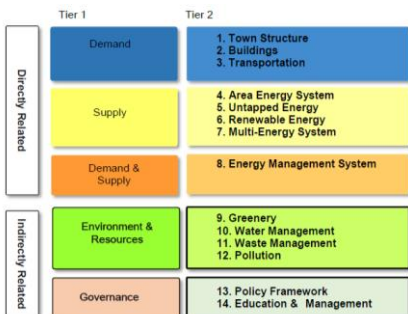 Tier 1
Tier 2
Directly Related
Demand
1. Town Structure
2. Buildings
3. Transportation
Supply
4. Area Energy System
5. Untapped Energy
6. Renewable Energy
7. Multi-Energy System
Demand &
Supply
8. Energy Management System
Indirectly Related
Environment &
Resources
9. Greenery
10. Water Management
11. Waste Management
12. Pollution
Governance
13. Policy Framework
14. Education & Management